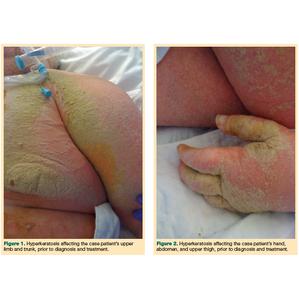 Figure 1. Hyperkeratosis affecting the case patient's upper
limb and trunk, prior to diagnosis and treatment.
Figure 2. Hyperkeratosis affecting the case patient's hand,
abdomen, and upper thigh, prior to diagnosis and treatment.